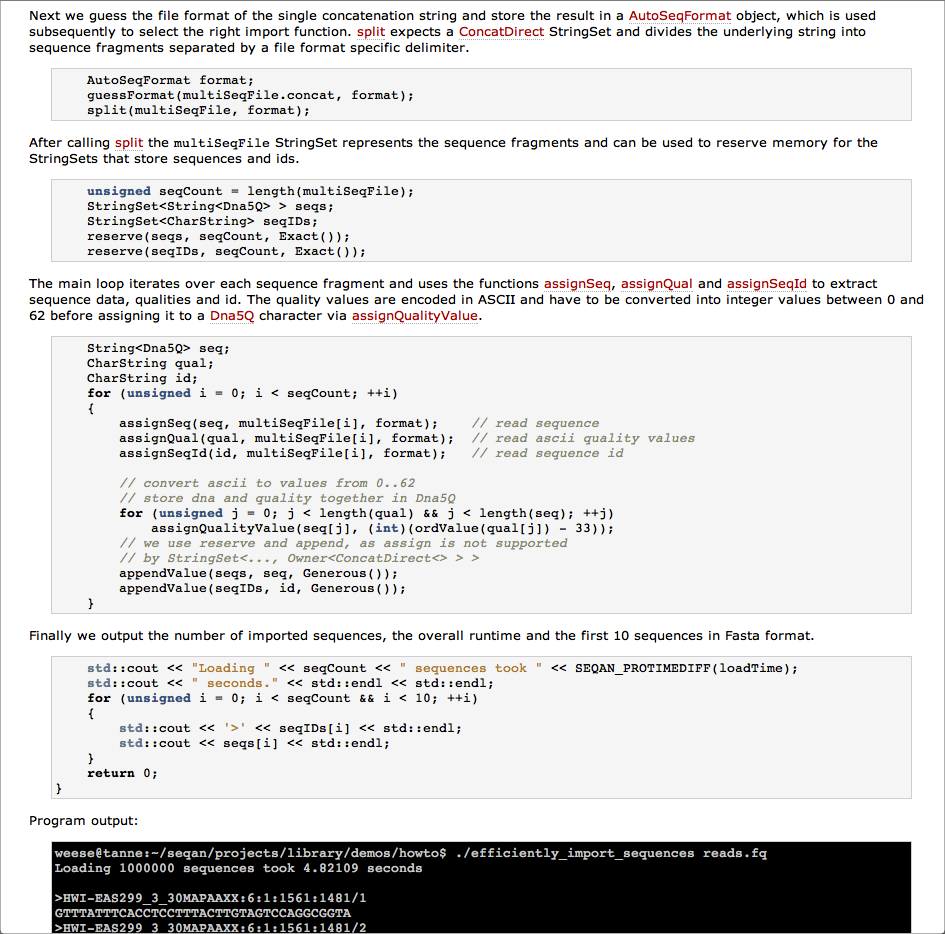 Next we guess the file format of the single concatenation string and store the result in a AutoSeqFormat object, which is used
subsequently to select the right import function. split expects a ConcatDirect StringSet and divides the underlying string into
sequence fragments separated by a file format specific delimiter.
AutoSeqFormat format;
guessFormat(multiSeqFile.concat, format);
split(multiSeqFile, format);
After calling split the multiSeqFile StringSet represents the sequence fragments and can be used to reserve memory for the
StringSets that store sequences and ids.
unsigned seqCount = length(multiSeqFile);
StringSet<String<Dna5Q> > seqs;
StringSet<CharString> seqIDs;
reserve(seqs, seqCount, Exact());
reserve(seqIDs, seqCount, Exact());
The main loop iterates over each sequence fragment and uses the functions assignSeq, assignQual and assignSeqId to extract
sequence data, qualities and id. The quality values are encoded in ASCII and have to be converted into integer values between 0 and
62 before assigning it to a Dna5Q character via assignQualityValue.
String<Dna5Q> seq;
CharString qual;
CharString id;
for (unsigned i = 0; i < seqCount; ++i)
{
assignSeq(seq, multiSeqFile[i], format);    // read sequence
assignQual(qual, multiSeqFile[i], format);  // read ascii quality values
assignSeqId(id, multiSeqFile[i], format);   // read sequence id
// convert ascii to values from 0..62
// store dna and quality together in Dna5Q
for (unsigned j = 0; j < length(qual) && j < length(seq); ++j)
assignQualityValue(seq[j], (int)(ordValue(qual[j]) - 33));
// we use reserve and append, as assign is not supported
// by StringSet<..., Owner<ConcatDirect<> > >
appendValue(seqs, seq, Generous());
appendValue(seqIDs, id, Generous());
}
Finally we output the number of imported sequences, the overall runtime and the first 10 sequences in Fasta format.
std::cout << "Loading " << seqCount << " sequences took " << SEQAN_PROTIMEDIFF(loadTime);
std::cout << " seconds." << std::endl << std::endl;
for (unsigned i = 0; i < seqCount && i < 10; ++i)
{
std::cout << '>' << seqIDs[i] << std::endl;
std::cout << seqs[i] << std::endl;
}
return 0;
}
Program output:
weese@tanne:~/seqan/projects/library/demos/howto$ ./efficiently_import_sequences reads.fq
Loading 1000000 sequences took 4.82109 seconds
>HWI-EAS299_3_30MAPAAXX:6:1:1561:1481/1
GTTTATTTCACCTCCTTTACTTGTAGTCCAGGCGGTA
>HWI-EAS299_3_30MAPAAXX:6:1:1561:1481/2